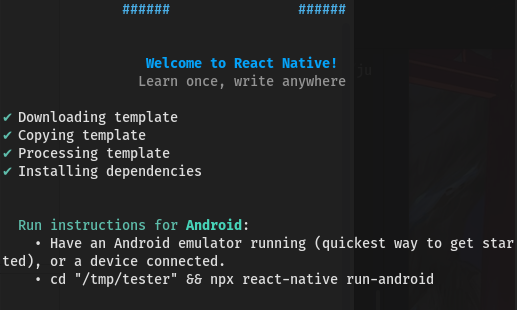 ###### ######
Welcome to React Native!
Learn once, write anywhere
✔ Downloading template
✔ Copying template
✔ Processing template
✔ Installing dependencies
Run instructions for Android:
• Have an Android emulator running (quickest way to get star
ted), or a device connected.
• cd "/tmp/tester" && npx react-native run-android